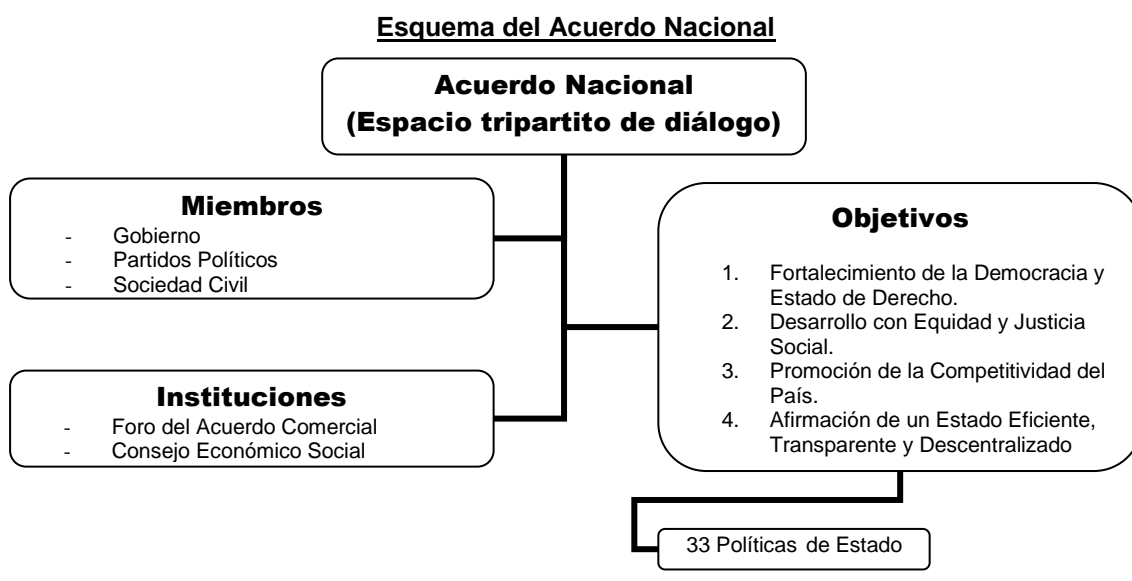 Esquema del Acuerdo Nacional
Acuerdo Nacional
(Espacio tripartito de diálogo)
Miembros
- Gobierno
- Partidos Políticos
- Sociedad Civil
Instituciones
- Foro del Acuerdo Comercial
- Consejo Económico Social
Objetivos
1. Fortalecimiento de la Democracia y
Estado de Derecho.
2. Desarrollo con Equidad y Justicia
Social.
3. Promoción de la Competitividad del
País.
4. Afirmación de un Estado Eficiente,
Transparente y Descentralizado
33 Políticas de Estado